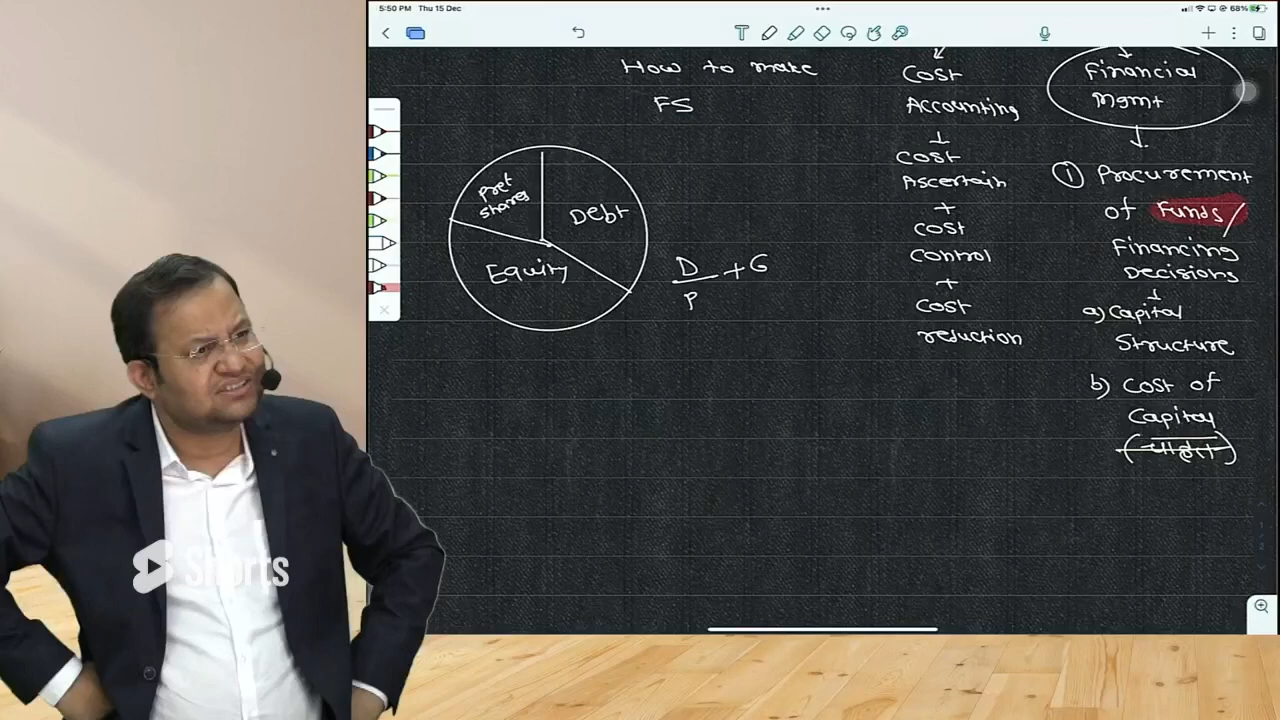 5:50 PM Thu 15 Dec
68%
T
How to make
FS
Pref
shares
Debt
Equity
D
P
+ G
Cost
Accounting
Cost
Ascertain
+
Cost
Control
+
Cost
reduction
Financial
Mgmt
① Procurement
of Funds/
Financing
Decisions
a) Capital
Structure
b) Cost of
Capital
Shorts